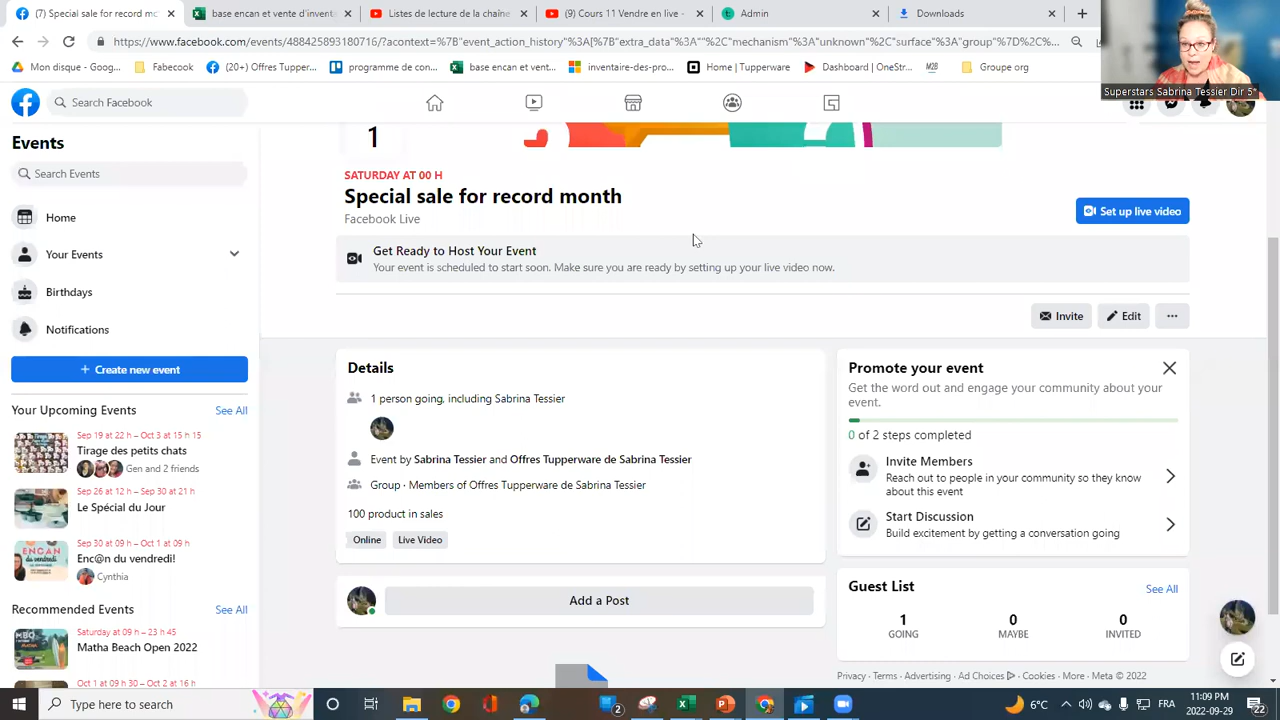 (7) Special sale for record mo
base encan et vente d'invent
Listes de lecture de la chaîne
(9) Cours 11 Vendre en live -
Admin
Downloads
https://www.facebook.com/events/488425893180716/?acontext=%7B"event_action_history"%3A[%7B"extra_data"%3A""%2C"mechanism"%3A"unknown"%2C"surface"%3A"group"%7D%2C%...
Mon disque - Goog...
Fabecook
(20+) Offres Tupper...
programme de con...
base encan et vent...
inventaire-des-pro...
Home | Tupperware
Dashboard | OneStr...
M2B
Groupe org
Superstars Sabrina Tessier Dir 5*
Search Facebook
Events
Search Events
Home
Your Events
Birthdays
Notifications
+ Create new event
Your Upcoming Events
See All
Sep 19 at 22 h – Oct 3 at 15 h 15
Tirage des petits chats
Gen and 2 friends
Sep 26 at 12 h – Sep 30 at 21 h
Le Spécial du Jour
Sep 30 at 09 h – Oct 1 at 09 h
Enc@n du vendredi!
Cynthia
Recommended Events
See All
Saturday at 09 h – 23 h 45
Matha Beach Open 2022
Oct 1 at 09 h 30 – Oct 2 at 16 h
1
SATURDAY AT 00 H
Special sale for record month
Facebook Live
Set up live video
Get Ready to Host Your Event
Your event is scheduled to start soon. Make sure you are ready by setting up your live video now.
Invite
Edit
...
Details
1 person going, including Sabrina Tessier
Event by Sabrina Tessier and Offres Tupperware de Sabrina Tessier
Group · Members of Offres Tupperware de Sabrina Tessier
100 product in sales
Online
Live Video
Add a Post
Promote your event
Get the word out and engage your community about your
event.
0 of 2 steps completed
Invite Members
Reach out to people in your community so they know
about this event
Start Discussion
Build excitement by getting a conversation going
Guest List
See All
1
GOING
0
MAYBE
0
INVITED
Privacy · Terms · Advertising · Ad Choices · Cookies · More · Meta © 2022
Type here to search
2
6°C
FRA
11:09 PM
2022-09-29
22